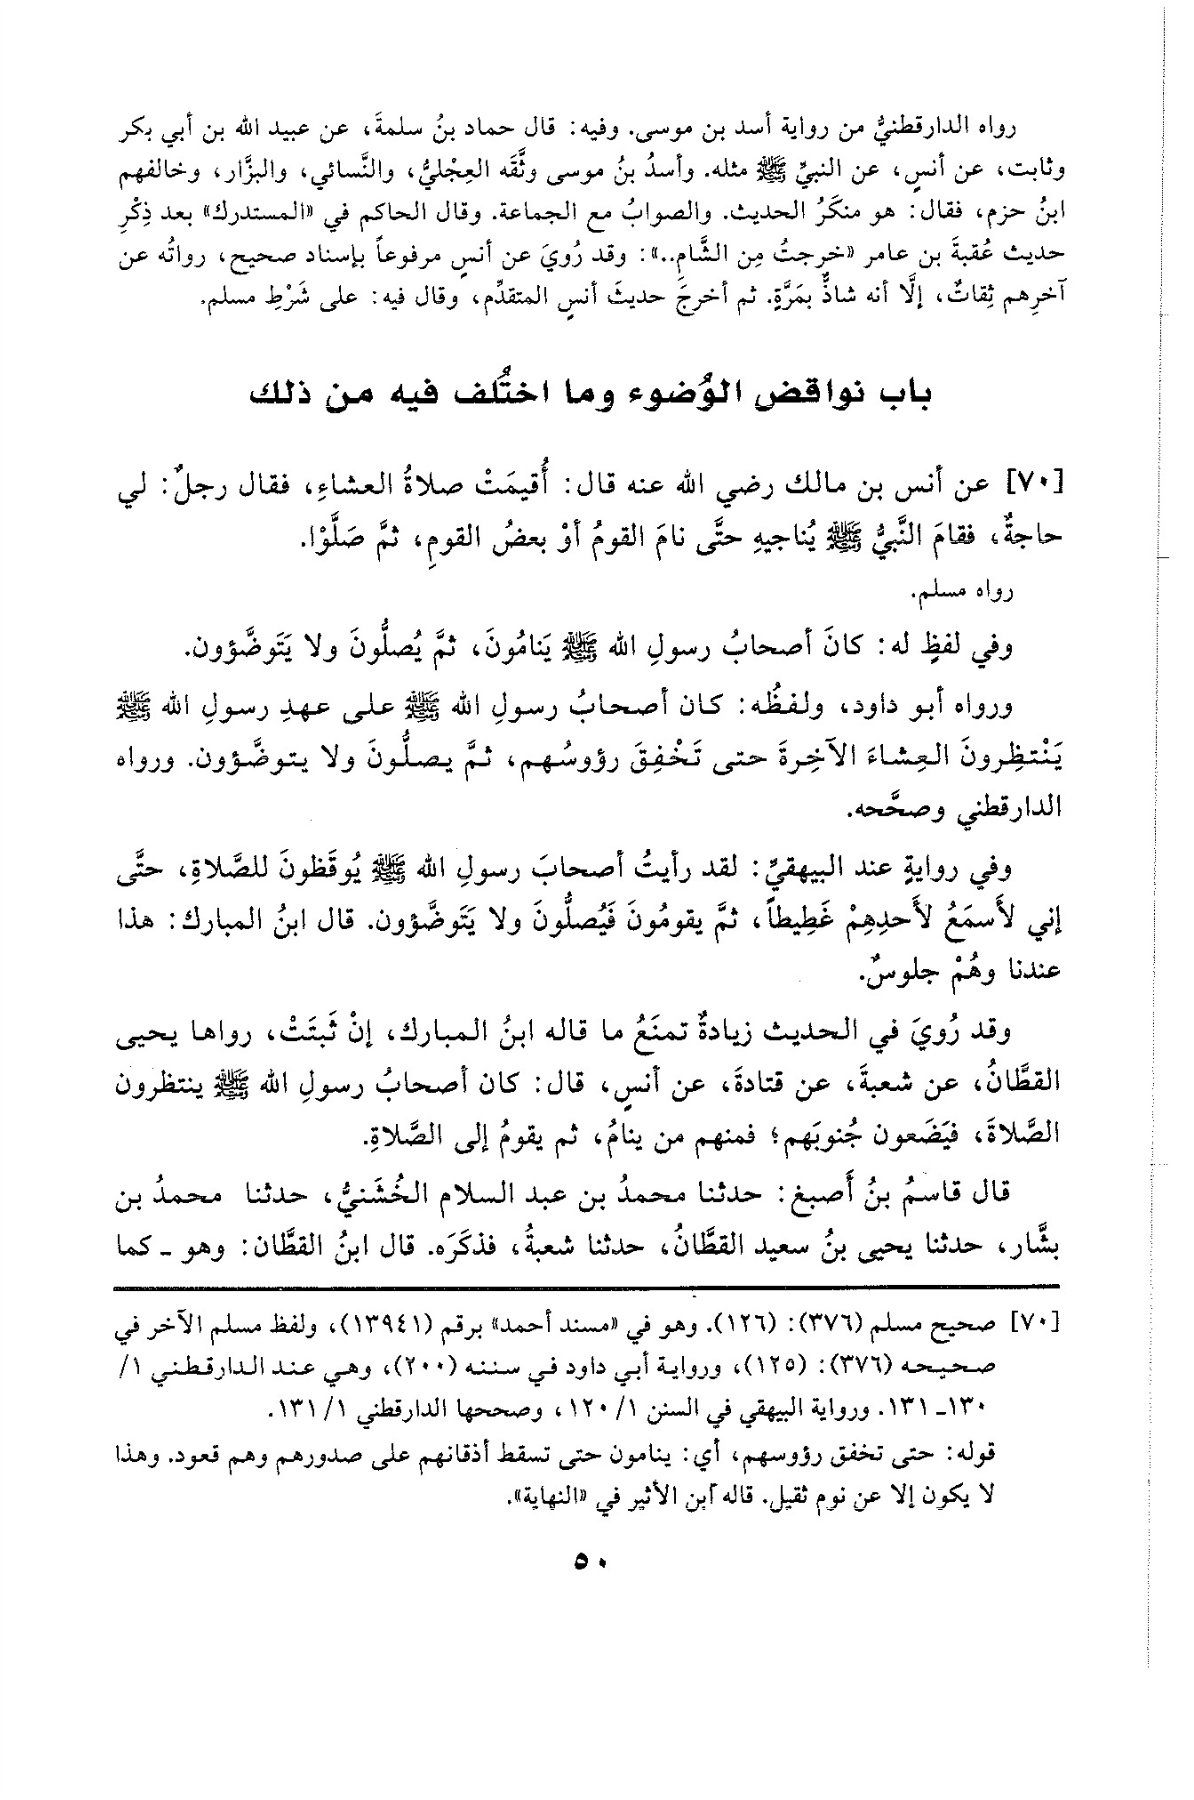 رواه الدارقطنيُّ من رواية أسد بن موسى. وفيه: قال حماد بنُ سلمةَ، عن عبيد الله بن أبي بكر
وثابت، عن أنسٍ، عن النبيِّ ﷺ مثله. وأسدُ بنُ موسى وثَّقَه العِجْليُّ، والنَّسائي، والبزَّار، وخالفهم
ابنُ حزم، فقال: هو منكَرُ الحديث. والصوابُ مع الجماعة. وقال الحاكم في «المستدرك» بعد ذِكْرِ
حديث عُقبةَ بن عامر «خرجتُ مِن الشَّامِ..»: وقد رُويَ عن أنسٍ مرفوعاً بإسناد صحيح، رواتُه عن
آخرِهم ثِقاتٌ، إلَّا أنه شاذٌّ بمَرَّةٍ. ثم أخرجَ حديثَ أنسٍ المتقدِّم، وقال فيه: على شَرْطِ مسلم.
باب نواقض الوُضوء وما اختُلف فيه من ذلك
[٧٠] عن أنس بن مالك رضي الله عنه قال: أُقيمَتْ صلاةُ العشاءِ، فقال رجلٌ: لي
حاجةٌ، فقامَ النَّبيُّ ﷺ يُناجيهِ حتَّى نامَ القومُ أوْ بعضُ القومِ، ثمَّ صَلَّوْا.
رواه مسلم.
وفي لفظٍ له: كانَ أصحابُ رسولِ الله ﷺ يَنامُونَ، ثمَّ يُصلُّونَ ولا يَتَوضَّؤون.
ورواه أبو داود، ولفظُه: كان أصحابُ رسولِ الله ﷺ على عهدِ رسولِ الله ﷺ
يَنْتظِرونَ العِشاءَ الآخِرةَ حتى تَخْفِقَ رؤوسُهم، ثمَّ يصلُّونَ ولا يتوضَّؤون. ورواه
الدارقطني وصحَّحه.
وفي روايةٍ عند البيهقيِّ: لقد رأيتُ أصحابَ رسولِ الله ﷺ يُوقَظونَ للصَّلاةِ، حتَّى
إني لأَسمَعُ لأَحدِهِمْ غَطِيطاً، ثمَّ يقومُونَ فَيُصلُّونَ ولا يَتَوضَّؤون. قال ابنُ المبارك: هذا
عندنا وهُمْ جلوسٌ.
وقد رُويَ في الحديث زيادةٌ تمنَعُ ما قاله ابنُ المبارك، إنْ ثَبتَتْ، رواها يحيى
القطَّانُ، عن شعبةَ، عن قتادةَ، عن أنسٍ، قال: كان أصحابُ رسولِ الله ﷺ ينتظرون
الصَّلاةَ، فيَضَعون جُنوبَهم؛ فمنهم من ينامُ، ثم يقومُ إلى الصَّلاةِ.
قال قاسمُ بنُ أَصبغ: حدثنا محمدُ بن عبد السلام الخُشَنيُّ، حدثنا محمدُ بن
بشَّار، حدثنا يحيى بنُ سعيد القطَّانُ، حدثنا شعبةُ، فذكَرَه. قال ابنُ القطَّان: وهو ـ كما
[٧٠] صحيح مسلم (٣٧٦): (١٢٦). وهو في «مسند أحمد» برقم (١٣٩٤١)، ولفظ مسلم الآخر في
صحيحه (٣٧٦): (١٢٥)، ورواية أبي داود في سننه (٢٠٠)، وهي عند الدارقطني ١/
١٣٠ـ ١٣١. ورواية البيهقي في السنن ١/ ١٢٠، وصححها الدارقطني ١/ ١٣١.
قوله: حتى تخفق رؤوسهم، أي: ينامون حتى تسقط أذقانهم على صدورهم وهم قعود. وهذا
لا يكون إلا عن نوم ثقيل. قاله ابن الأثير في «النهاية».
٥٠